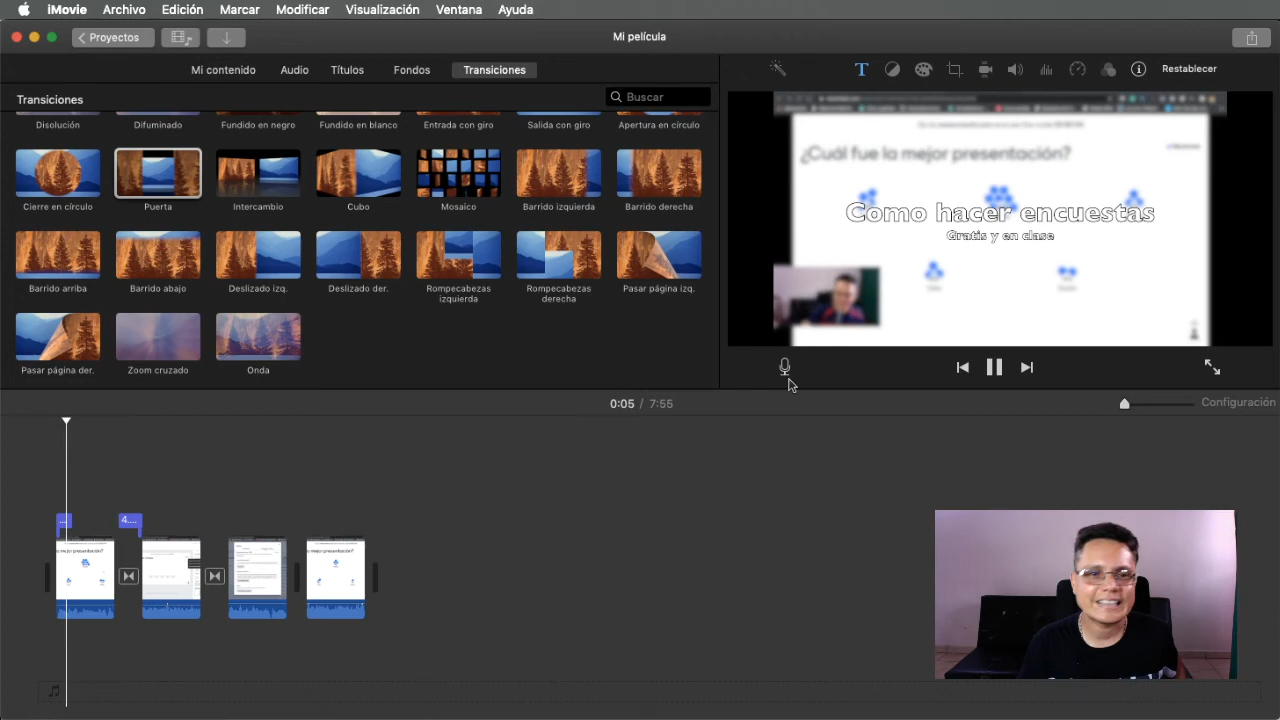 iMovie Archivo Edición Marcar Modificar Visualización Ventana Ayuda
Proyectos Mi película
Mi contenido Audio Títulos Fondos Transiciones
Restablecer
Transiciones Buscar
Disolución Difuminado Fundido en negro Fundido en blanco Entrada con giro Salida con giro Apertura en círculo
Cierre en círculo Puerta Intercambio Cubo Mosaico Barrido izquierda Barrido derecha
Barrido arriba Barrido abajo Deslizado izq. Deslizado der. Rompecabezas izquierda Rompecabezas derecha Pasar página izq.
Pasar página der. Zoom cruzado Onda
¿Cuál fue la mejor presentación?
Como hacer encuestas
Gratis y en clase
0:05 / 7:55 Configuración
... 4....